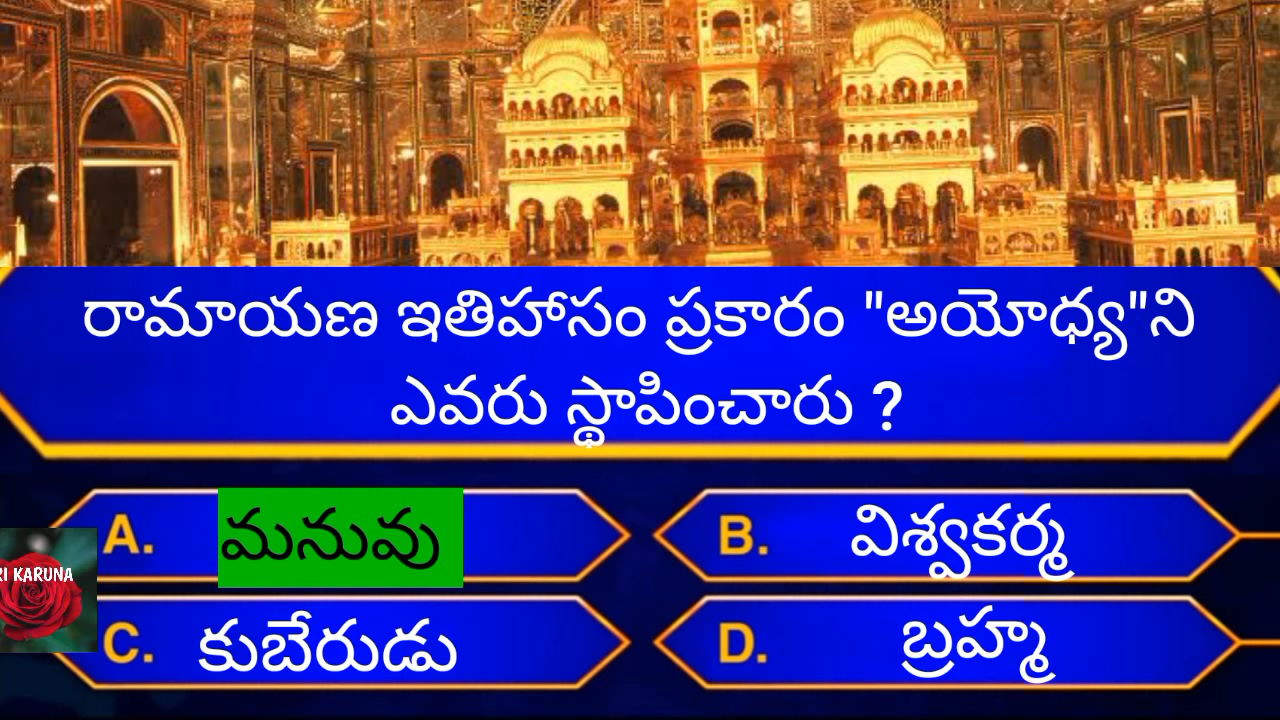 రామాయణ ఇతిహాసం ప్రకారం "అయోధ్య"ని
ఎవరు స్థాపించారు ?
A. మనువు
B. విశ్వకర్మ
C. కుబేరుడు
D. బ్రహ్మ
RI KARUNA